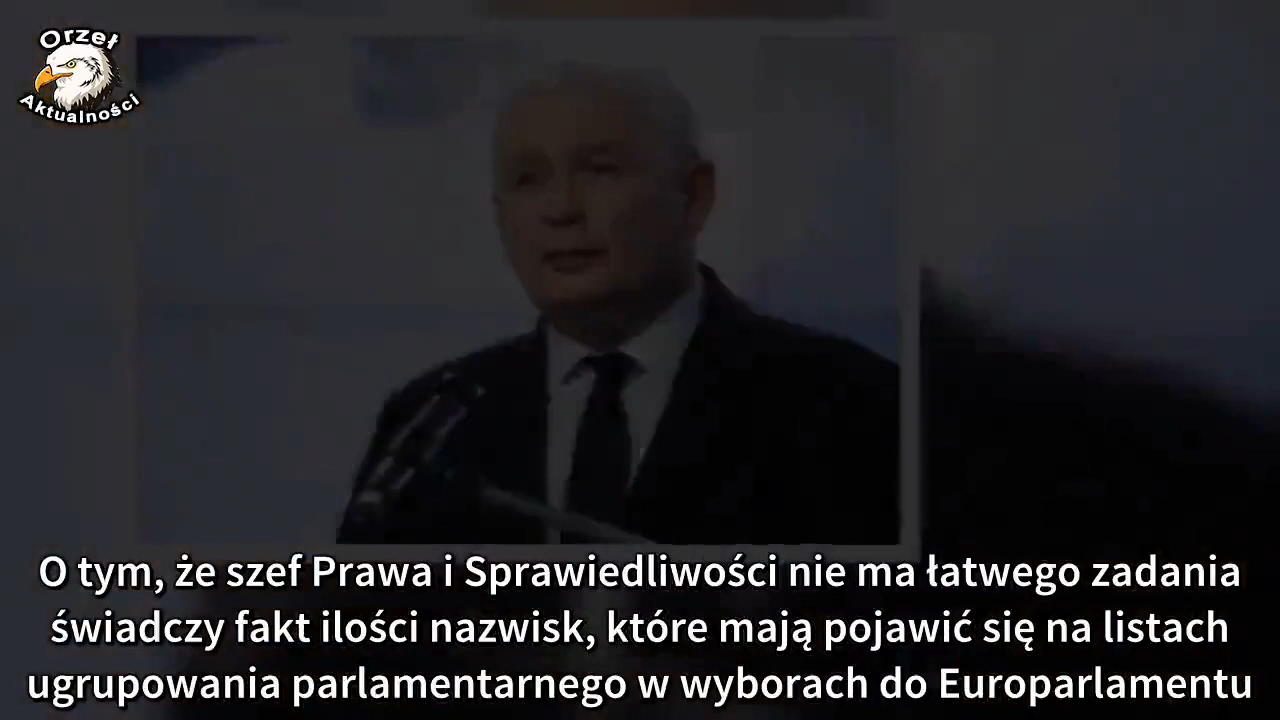 Orzeł
Aktualności
O tym, że szef Prawa i Sprawiedliwości nie ma łatwego zadania
świadczy fakt ilości nazwisk, które mają pojawić się na listach
ugrupowania parlamentarnego w wyborach do Europarlamentu